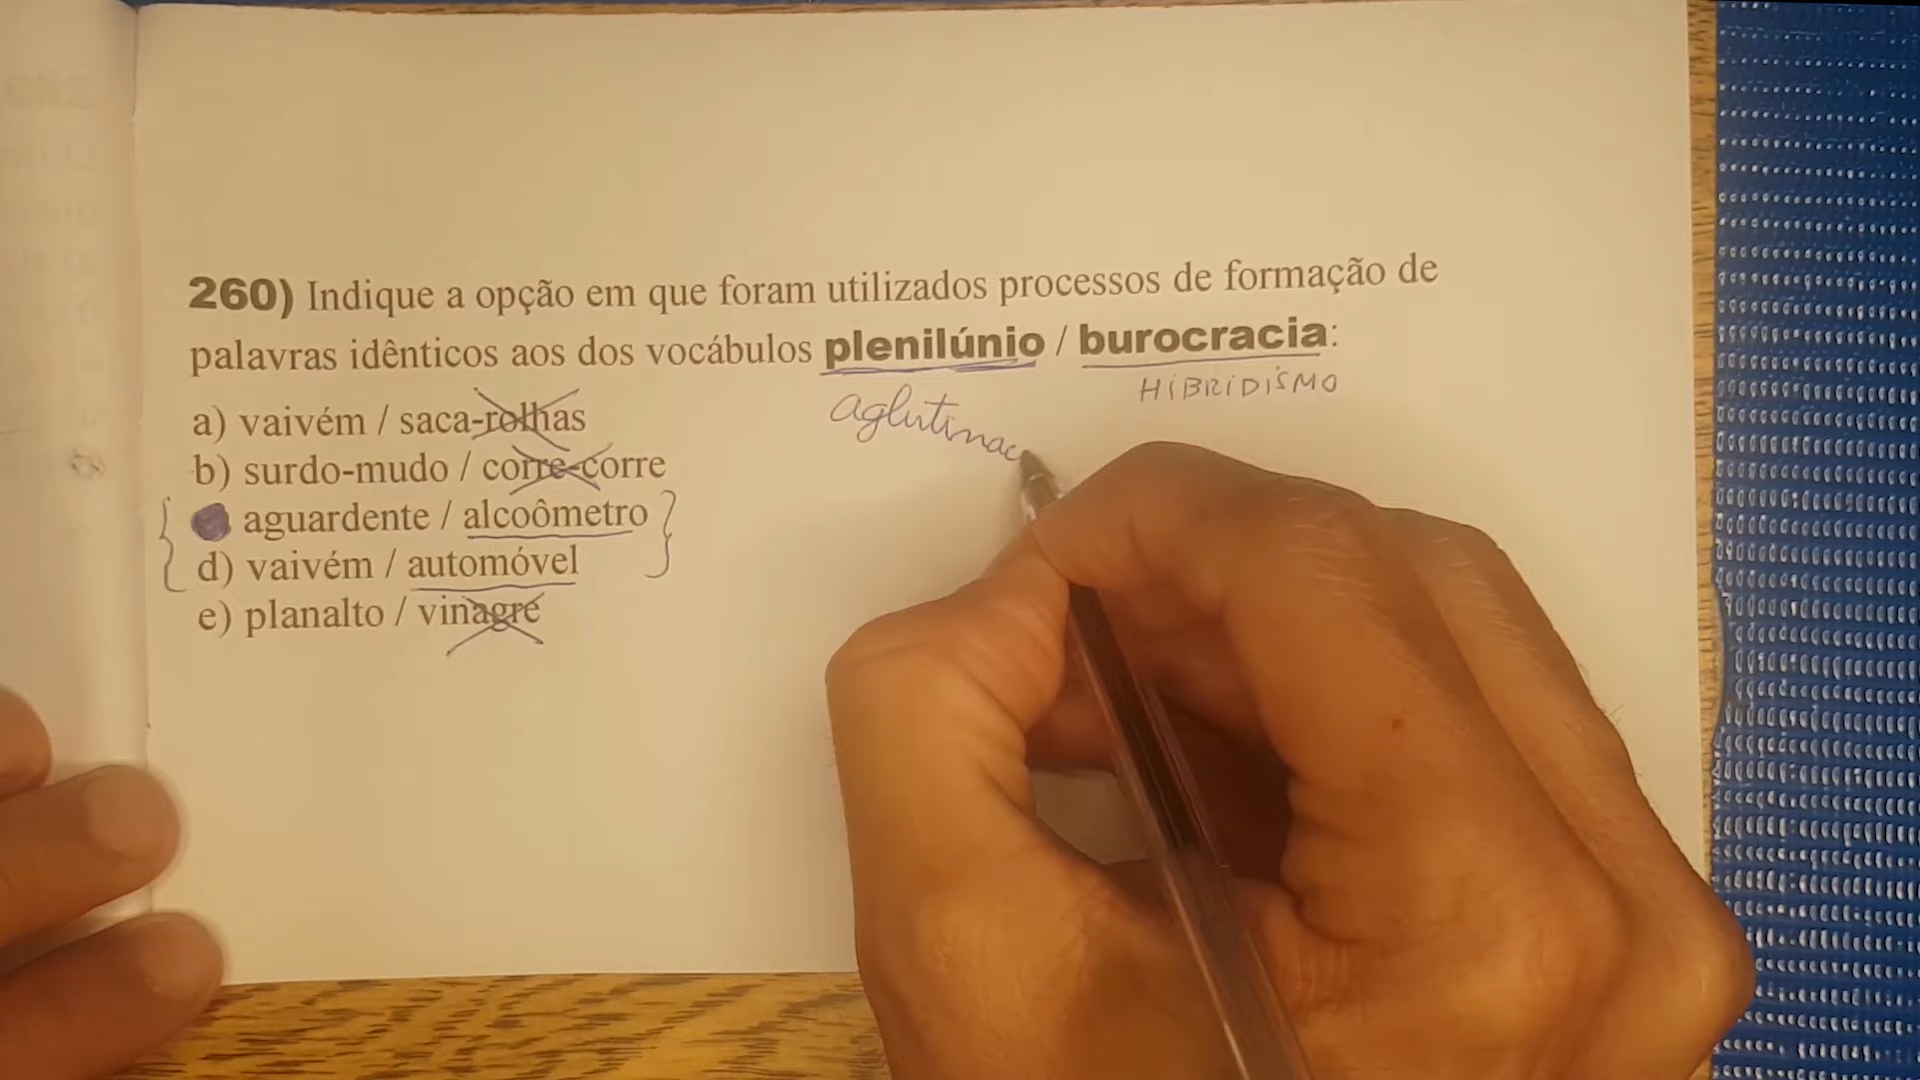 260) Indique a opção em que foram utilizados processos de formação de
palavras idênticos aos dos vocábulos plenilúnio / burocracia:
HIBRIDISMO
aglutinac
a) vaivém / saca-rolhas
b) surdo-mudo / corre-corre
aguardente / alcoômetro
d) vaivém / automóvel
e) planalto / vinagre